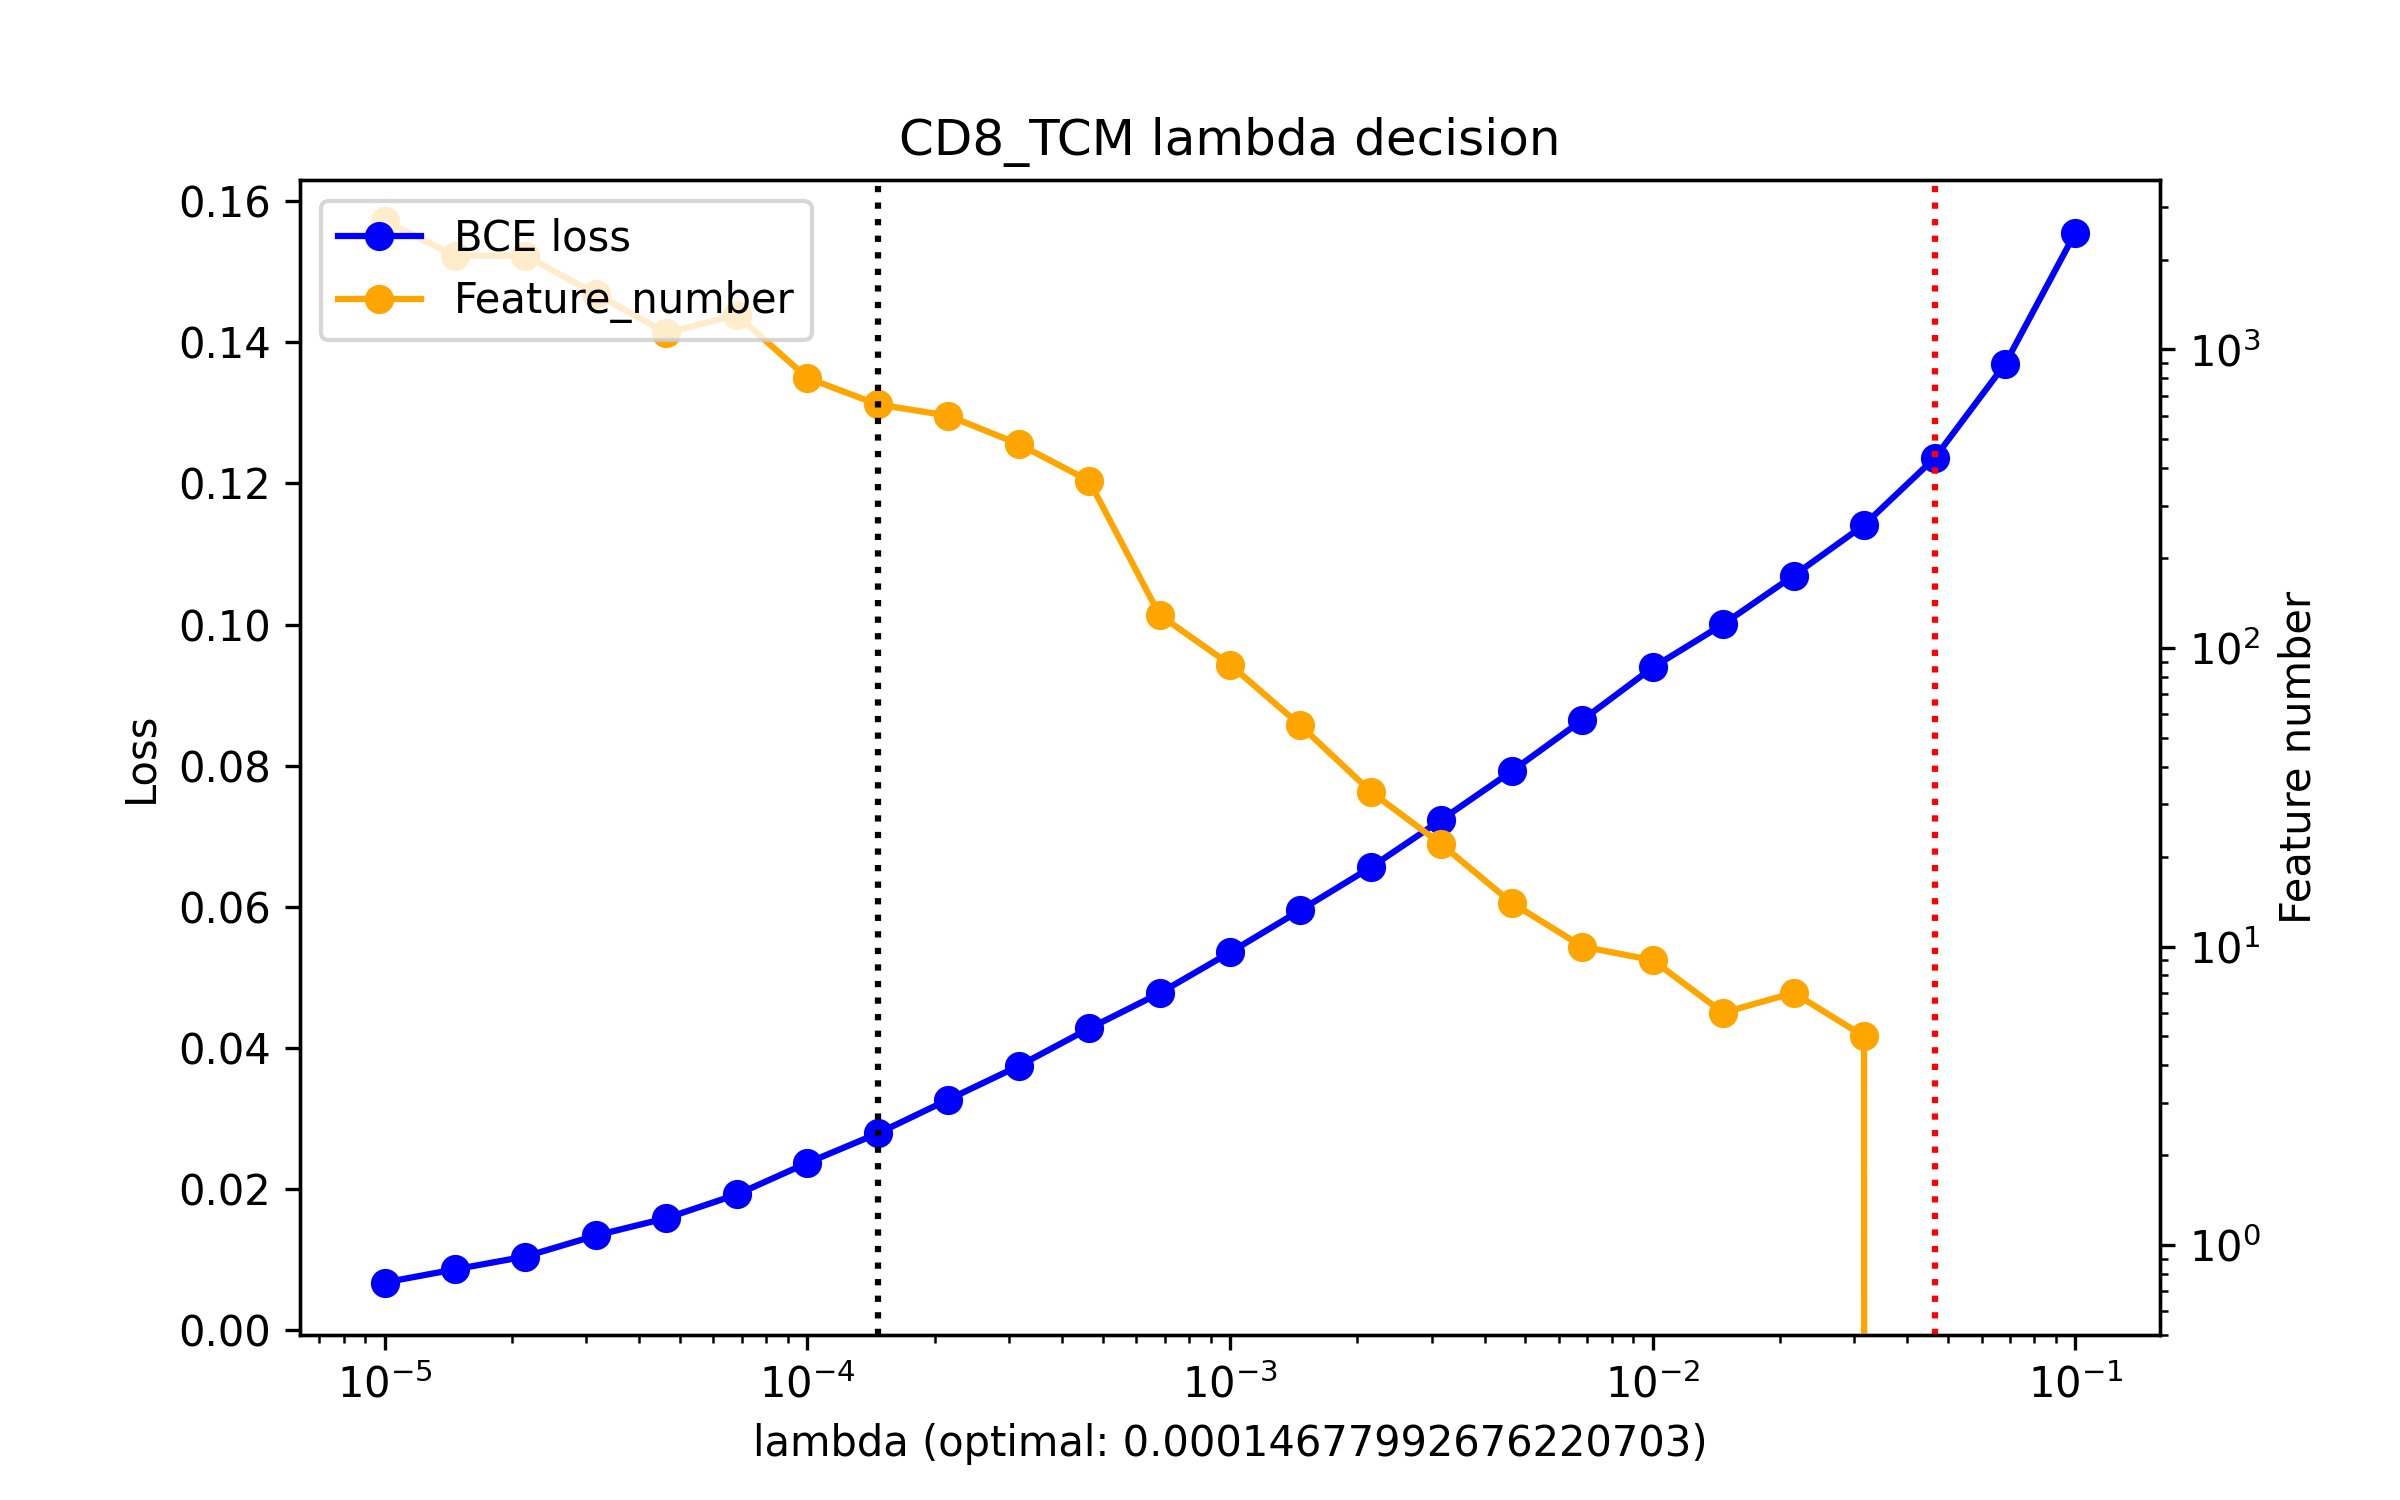 CD8_TCM lambda decision
BCE loss
Feature_number
Loss
0.16
0.14
0.12
0.10
0.08
0.06
0.04
0.02
0.00
10³
10²
10¹
10⁰
Feature number
10⁻⁵ 10⁻⁴ 10⁻³ 10⁻² 10⁻¹
lambda (optimal: 0.00014677992676220703)